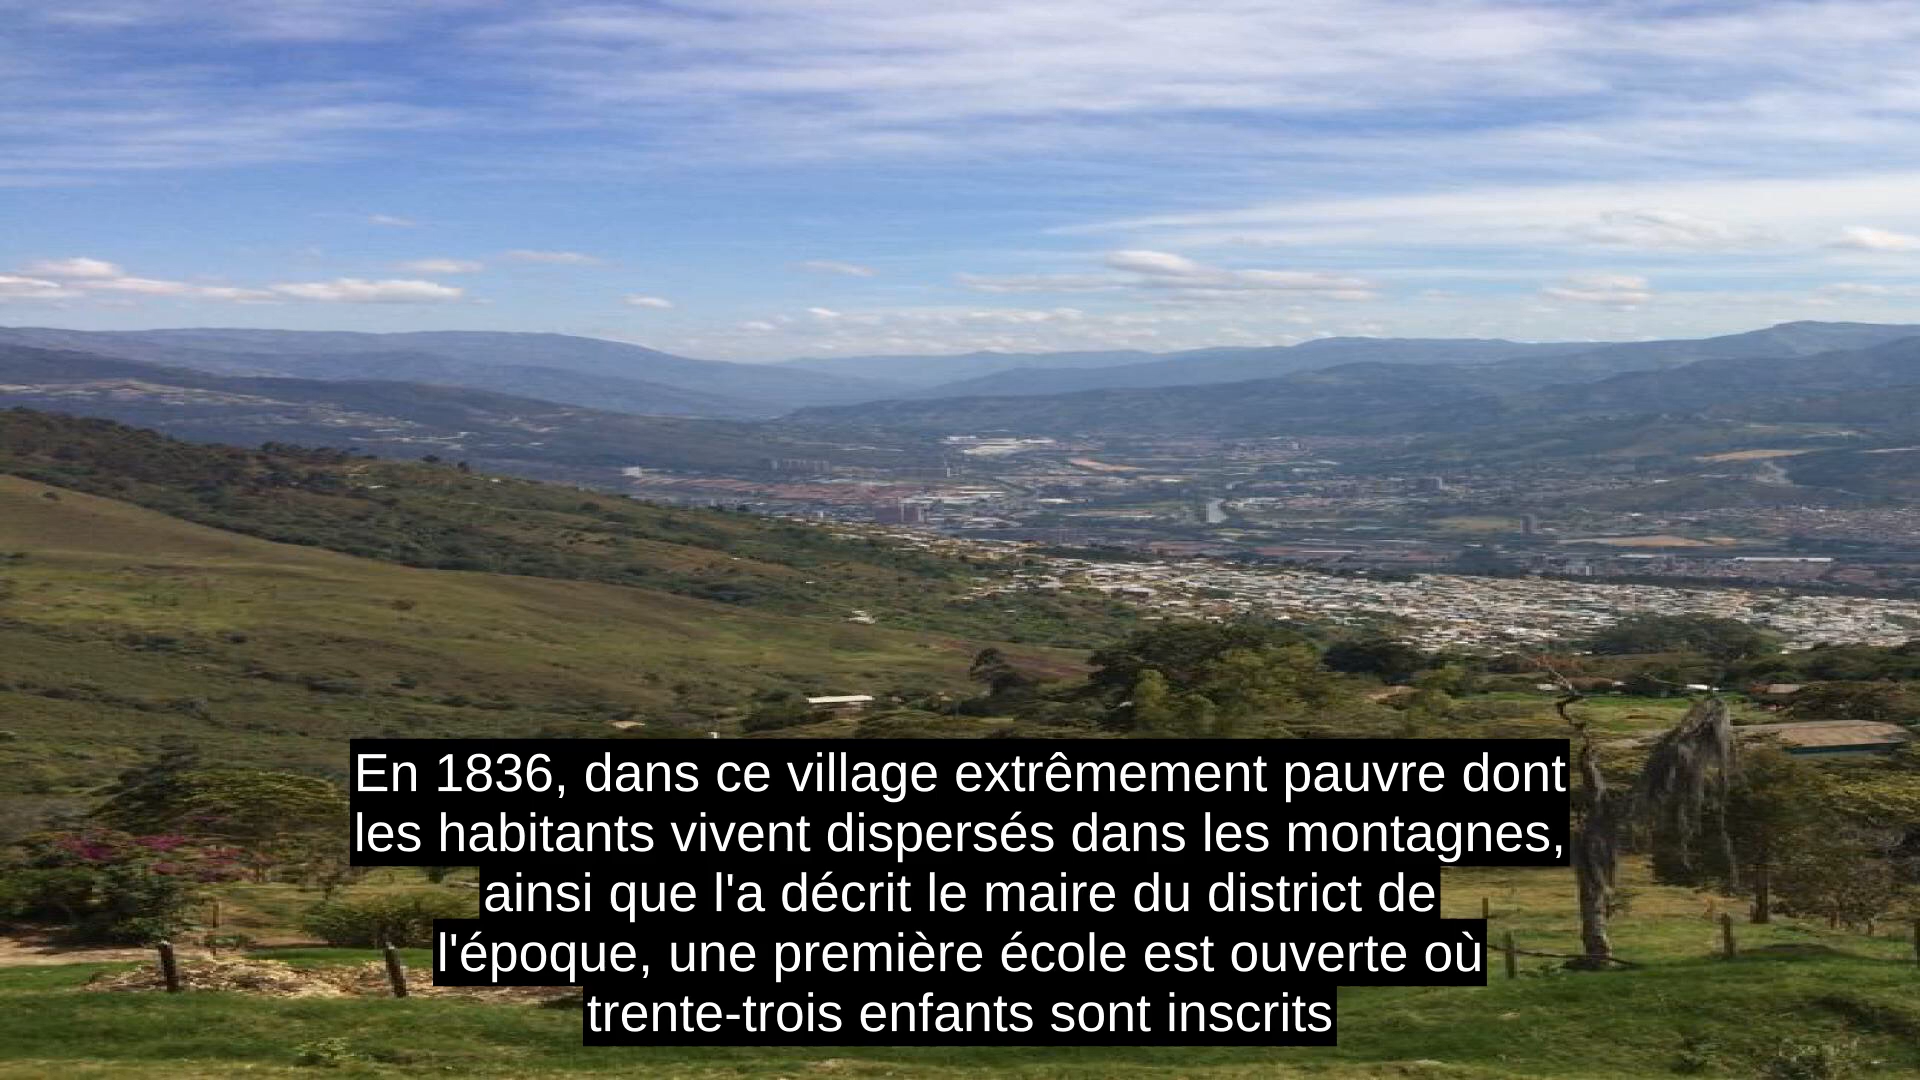 En 1836, dans ce village extrêmement pauvre dont
les habitants vivent dispersés dans les montagnes,
ainsi que l'a décrit le maire du district de
l'époque, une première école est ouverte où
trente-trois enfants sont inscrits